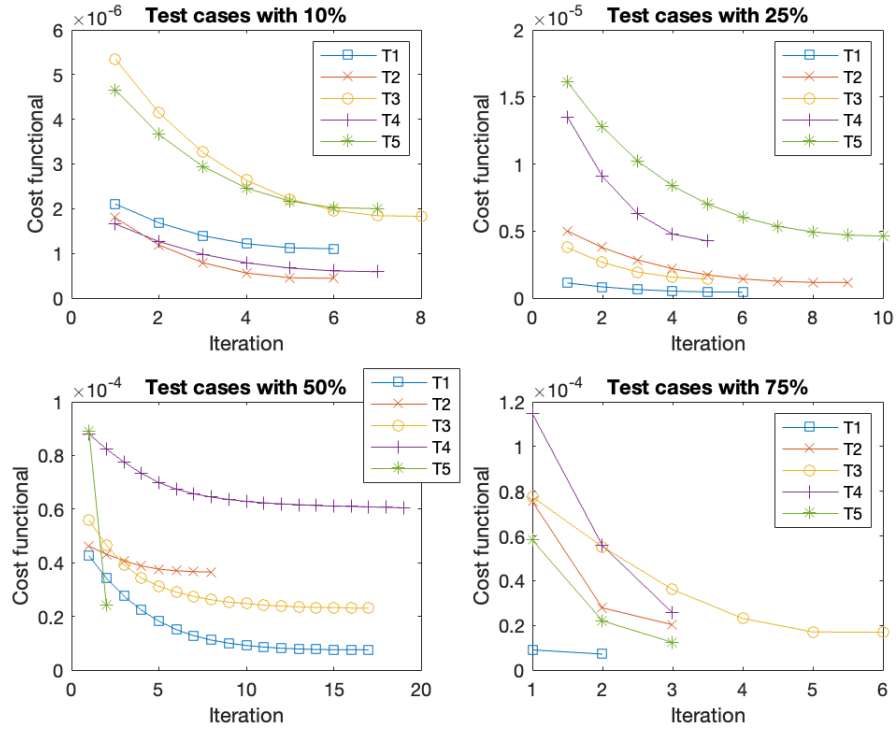 ×10⁻⁶
Test cases with 10%
6
5
4
3
2
1
0
Cost functional
0
2
4
6
8
Iteration
T1
T2
T3
T4
T5
×10⁻⁵
Test cases with 25%
2
1.5
1
0.5
0
Cost functional
0
2
4
6
8
10
Iteration
T1
T2
T3
T4
T5
×10⁻⁴
Test cases with 50%
1
0.8
0.6
0.4
0.2
0
Cost functional
0
5
10
15
20
Iteration
T1
T2
T3
T4
T5
×10⁻⁴
Test cases with 75%
1.2
1
0.8
0.6
0.4
0.2
0
Cost functional
1
2
3
4
5
6
Iteration
T1
T2
T3
T4
T5